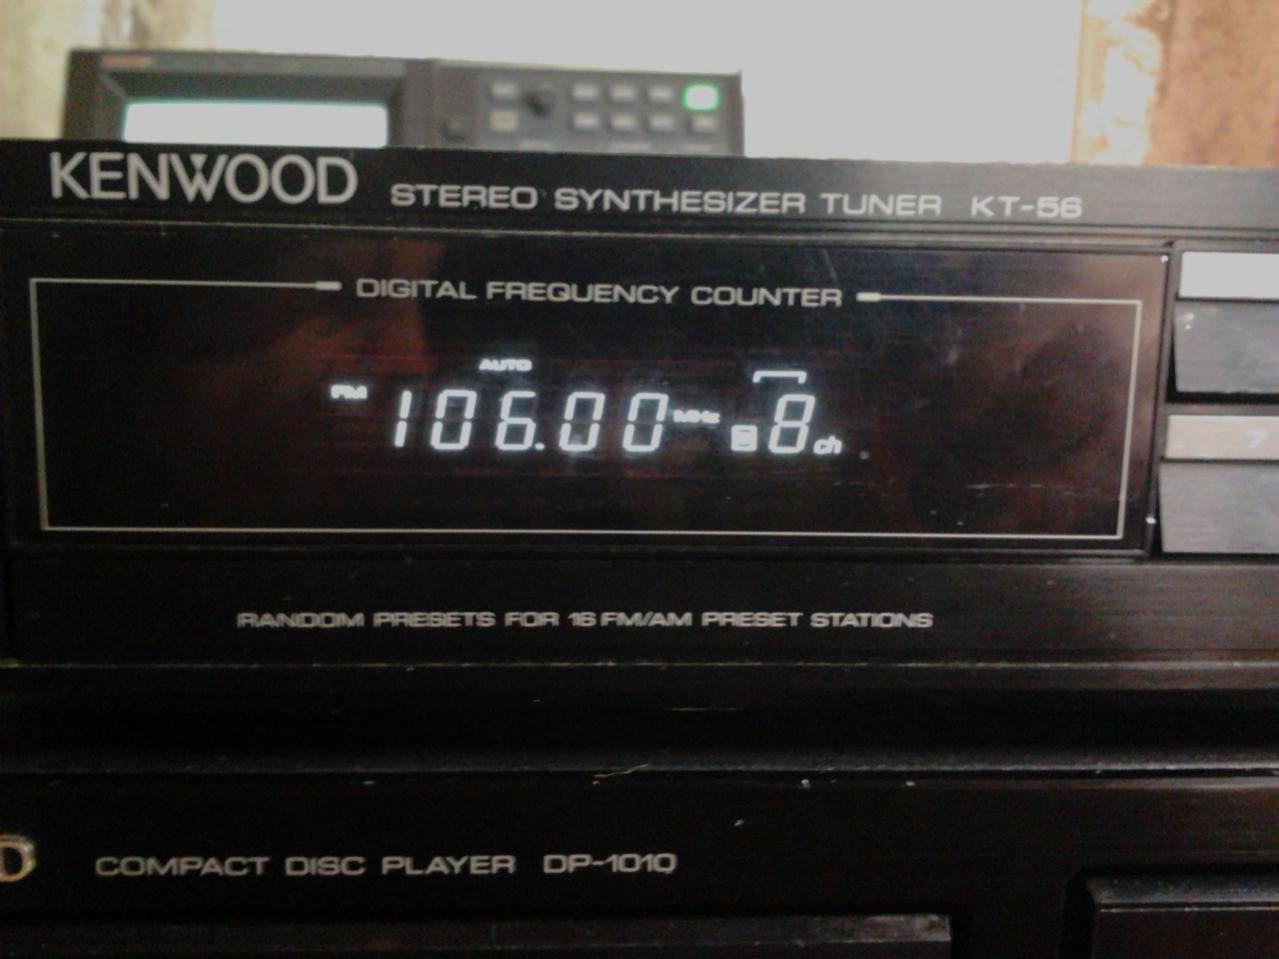 KENWOOD STEREO SYNTHESIZER TUNER KT-56
DIGITAL FREQUENCY COUNTER
AUTO
FM 106.00 MHz 8 ch
7
RANDOM PRESETS FOR 16 FM/AM PRESET STATIONS
D COMPACT DISC PLAYER DP-1010